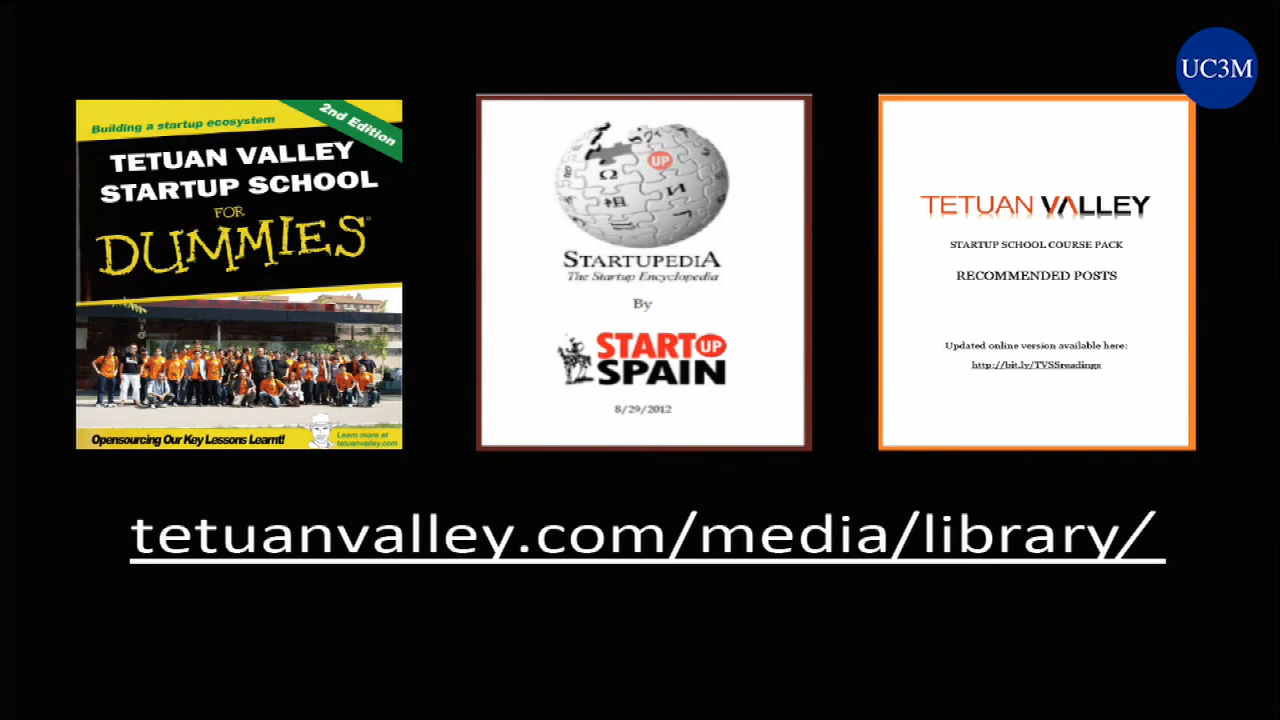 UC3M
Building a startup ecosystem
2nd Edition
TETUAN VALLEY
STARTUP SCHOOL
FOR
DUMMIES
Opensourcing Our Key Lessons Learnt!
Learn more at
tetuanvalley.com
UP
Ω
И
祖
STARTUPEDIA
The Startup Encyclopedia
By
START UP
SPAIN
8/29/2012
TETUAN VALLEY
STARTUP SCHOOL COURSE PACK
RECOMMENDED POSTS
Updated online version available here:
http://bit.ly/TVSSreadings
tetuanvalley.com/media/library/